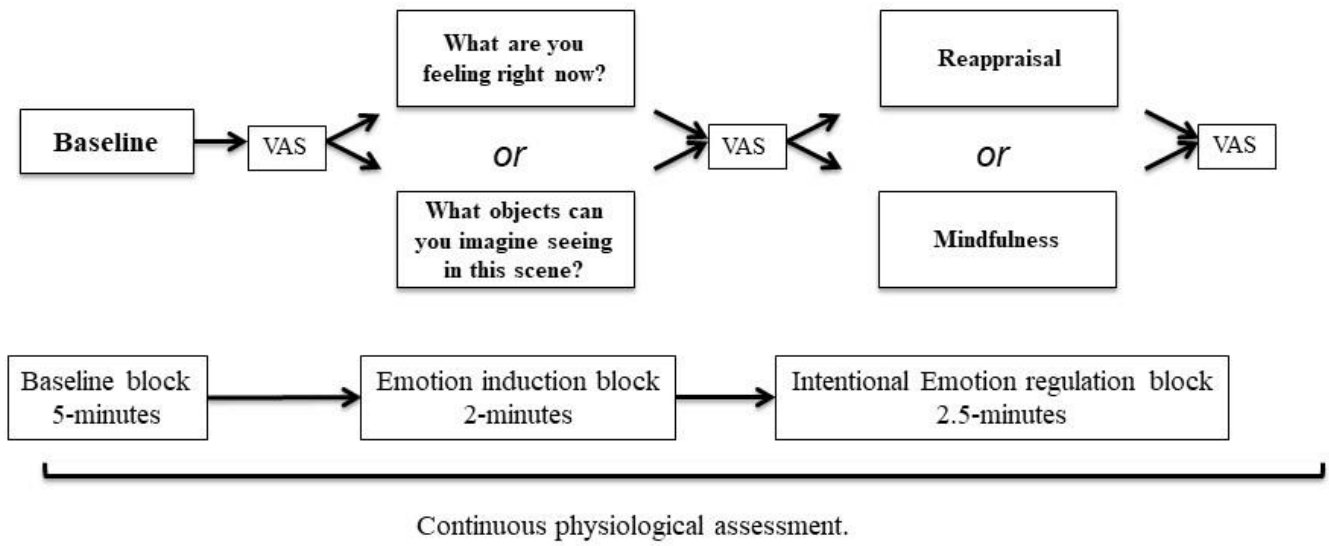 What are you
feeling right now?
Reappraisal
Baseline
VAS
or
VAS
or
VAS
What objects can
you imagine seeing
in this scene?
Mindfulness
Baseline block
5-minutes
Emotion induction block
2-minutes
Intentional Emotion regulation block
2.5-minutes
Continuous physiological assessment.